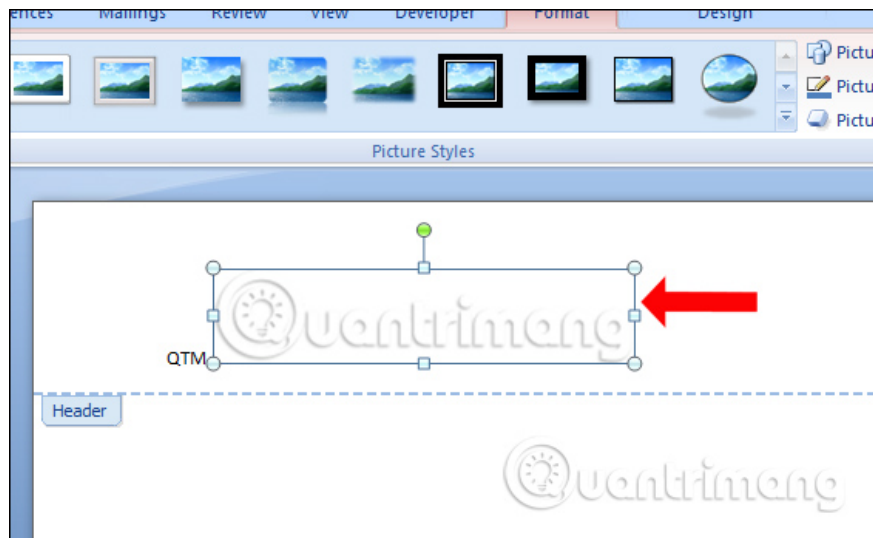 ences Mailings Review View Developer Format Design
Pictu
Pictu
Pictu
Picture Styles
Quantrimang
QTM
Header
Quantrimang